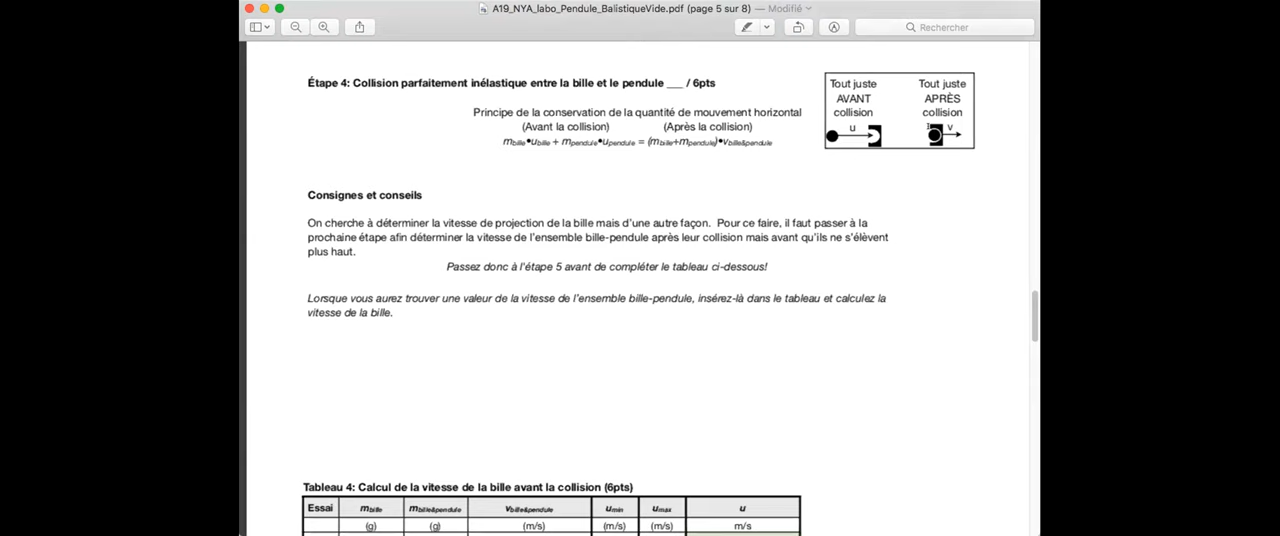 A19_NYA_labo_Pendule_BalistiqueVide.pdf (page 5 sur 8) — Modifié
Rechercher
Étape 4: Collision parfaitement inélastique entre la bille et le pendule ___ / 6pts
Tout juste Tout juste
AVANT APRÈS
collision collision
u v
Principe de la conservation de la quantité de mouvement horizontal
(Avant la collision) (Après la collision)
mbille•ubille + mpendule•upendule = (mbille+mpendule)•vbille&pendule
Consignes et conseils
On cherche à déterminer la vitesse de projection de la bille mais d'une autre façon. Pour ce faire, il faut passer à la
prochaine étape afin déterminer la vitesse de l'ensemble bille-pendule après leur collision mais avant qu'ils ne s'élèvent
plus haut.
Passez donc à l'étape 5 avant de compléter le tableau ci-dessous!
Lorsque vous aurez trouver une valeur de la vitesse de l'ensemble bille-pendule, insérez-là dans le tableau et calculez la
vitesse de la bille.
Tableau 4: Calcul de la vitesse de la bille avant la collision (6pts)
Essai mbille mbille&pendule vbille&pendule umin umax u
(g) (g) (m/s) (m/s) (m/s) m/s